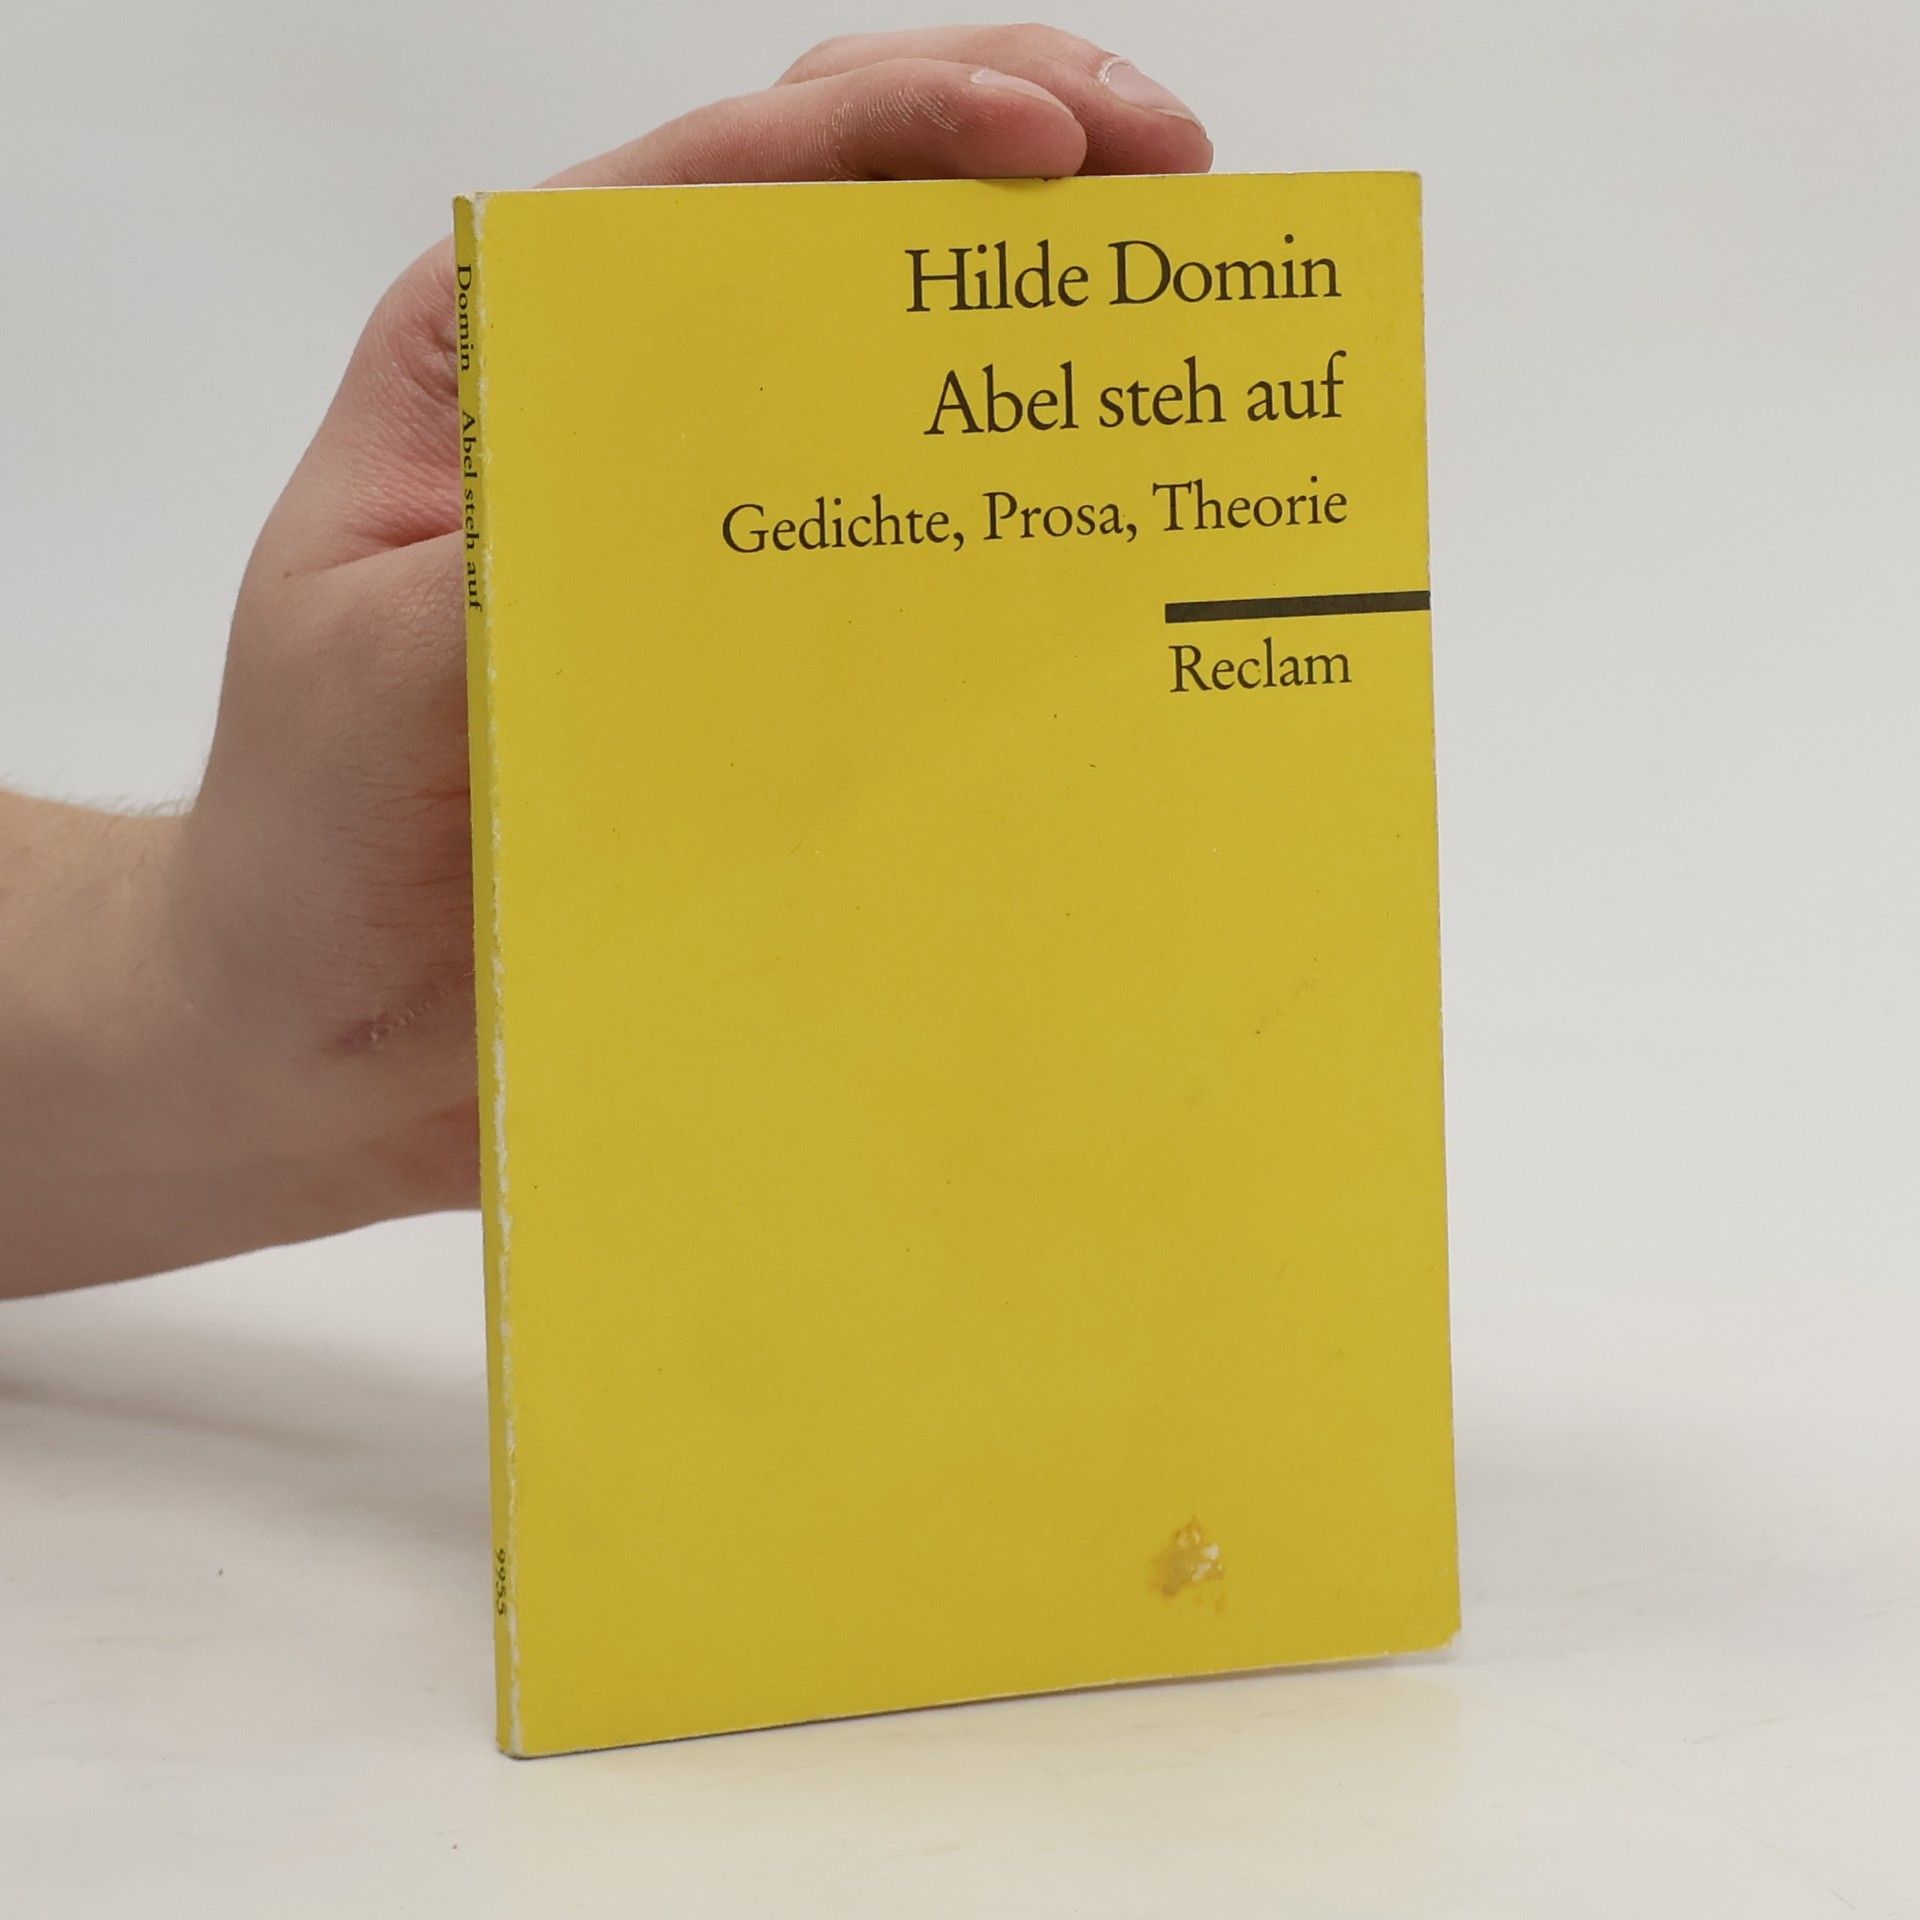 Hilde Domin
Abel steh auf
Gedichte, Prosa, Theorie
Reclam
Domin Abel steh auf
9955